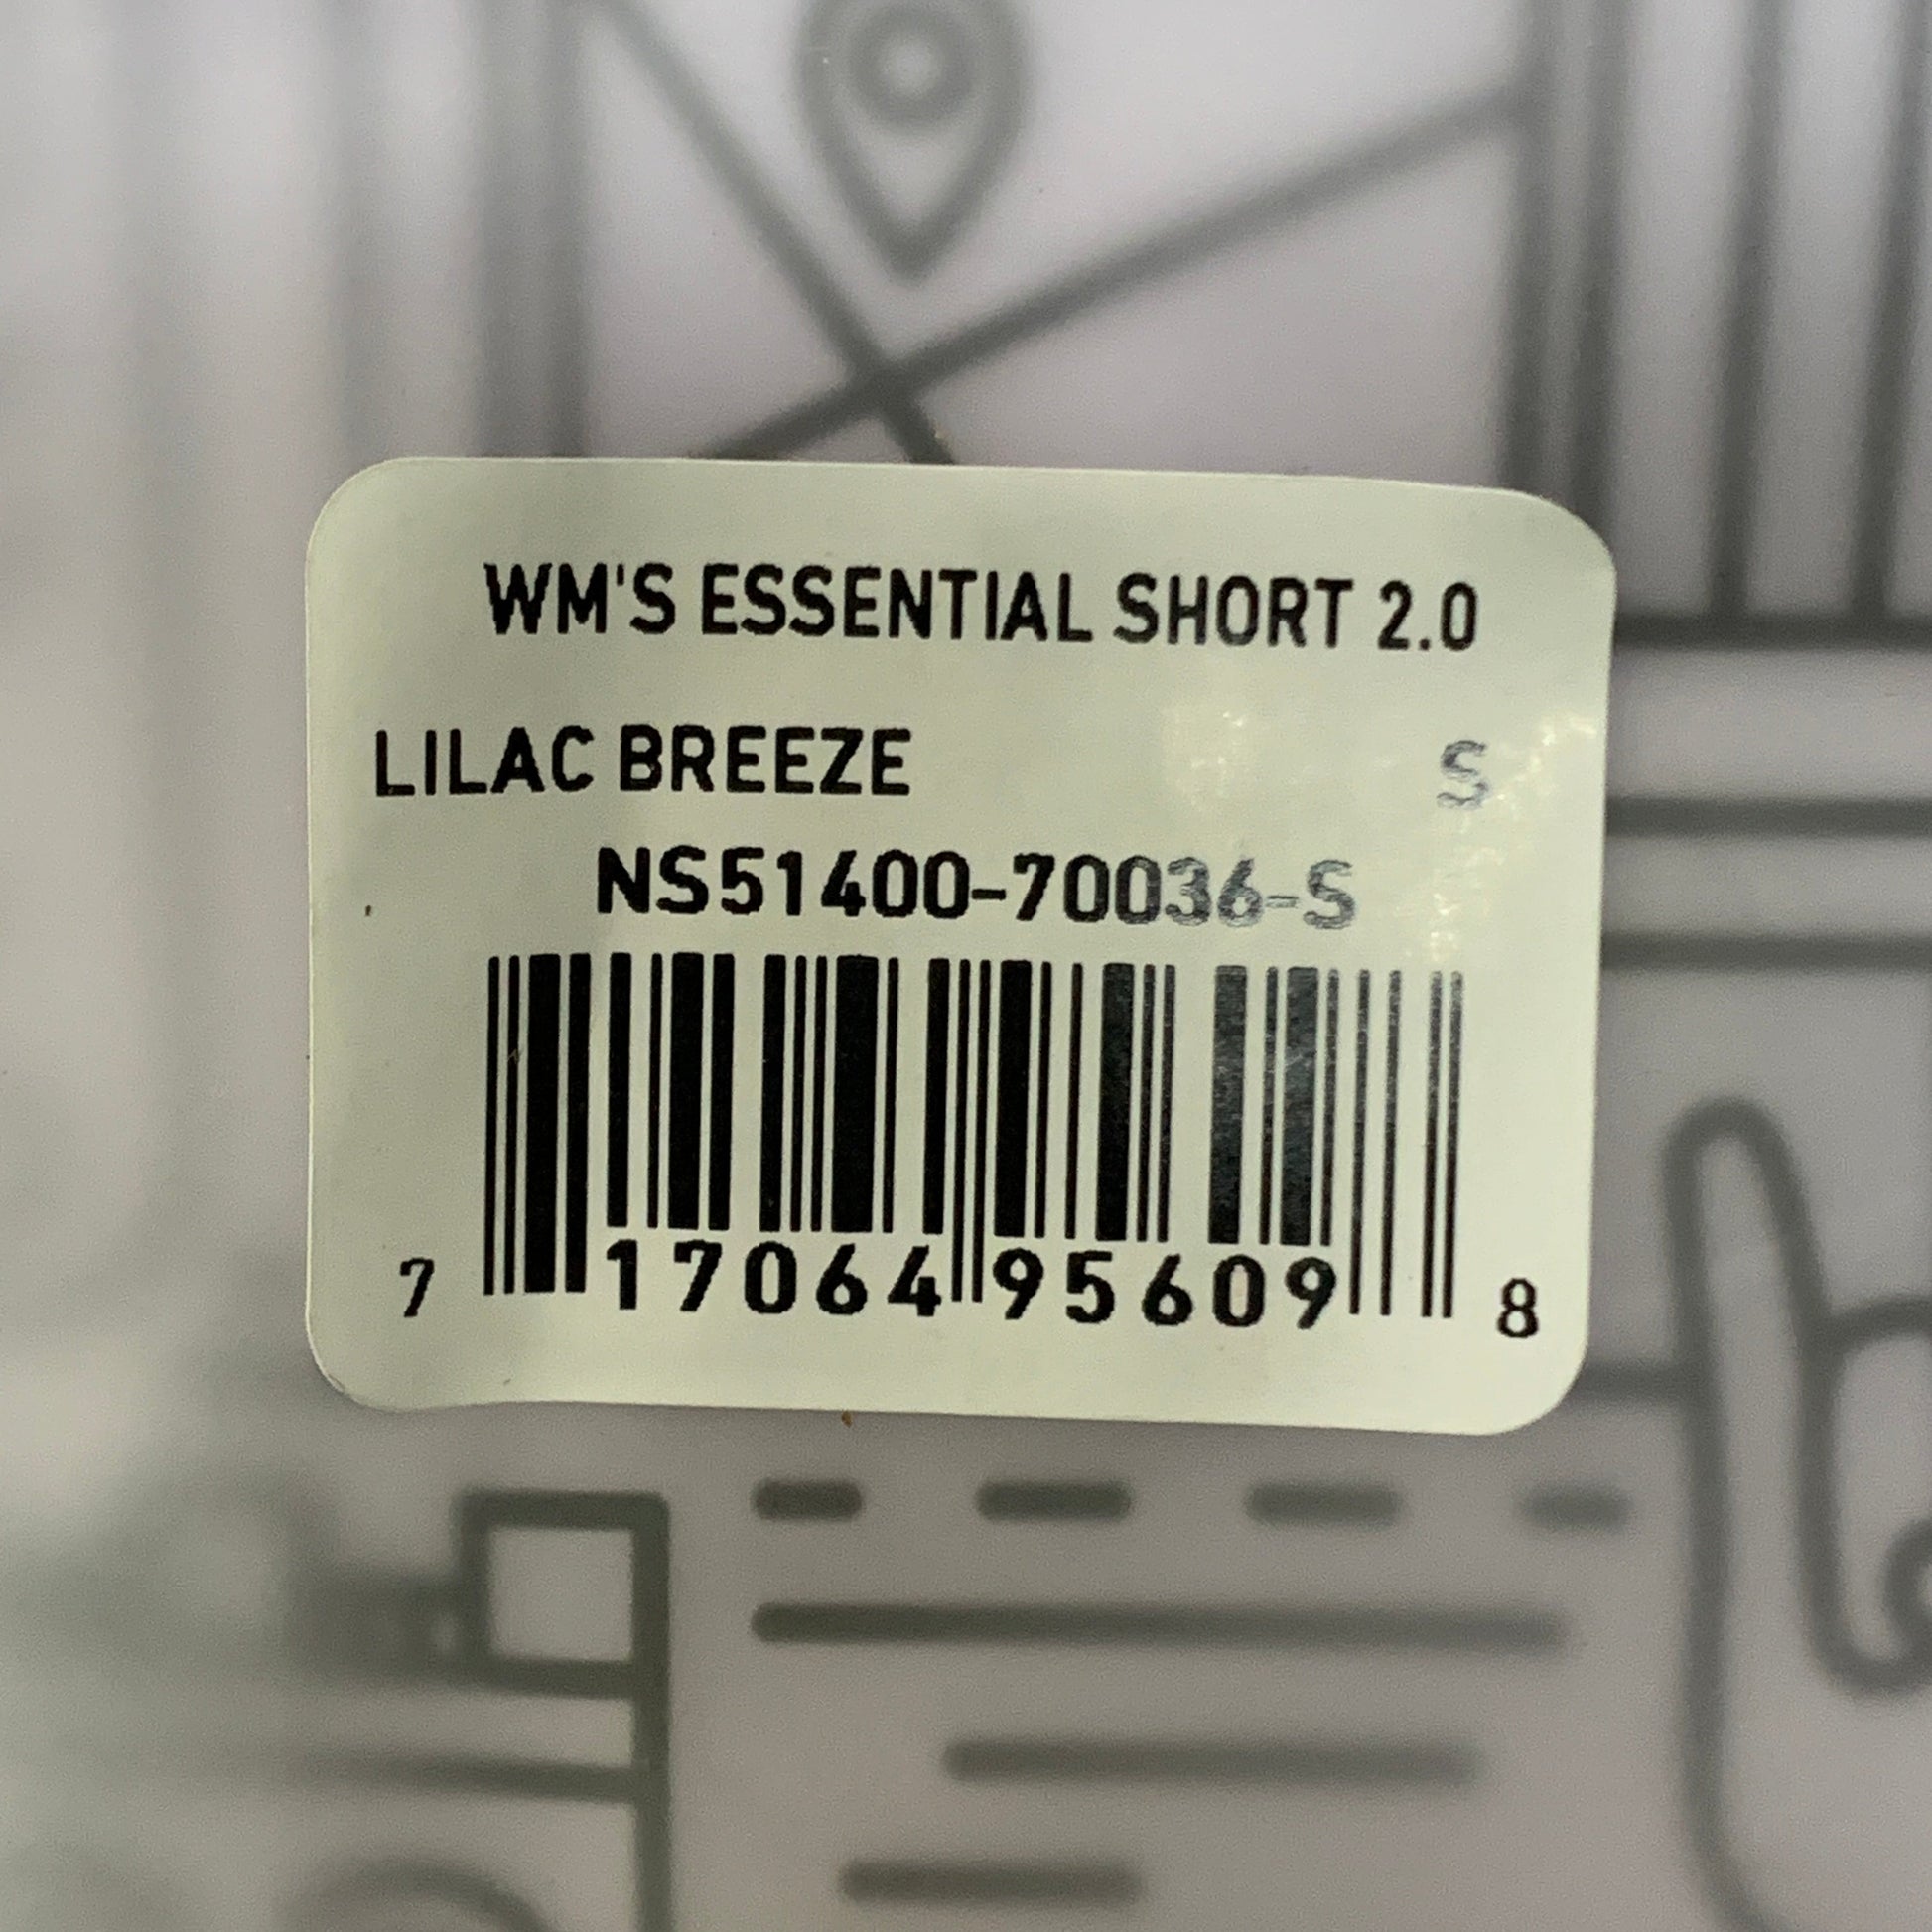 WM'S ESSENTIAL SHORT 2.0
LILAC BREEZE S
NS51400-70036-S
7 17064 95609 8